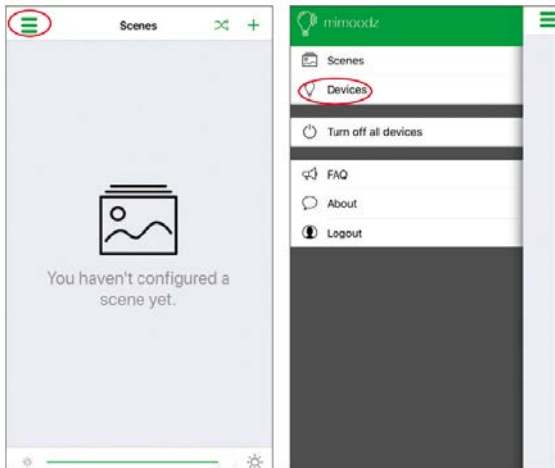 Scenes
You haven't configured a
scene yet.
mimoodz
Scenes
Devices
Turn off all devices
FAQ
About
Logout